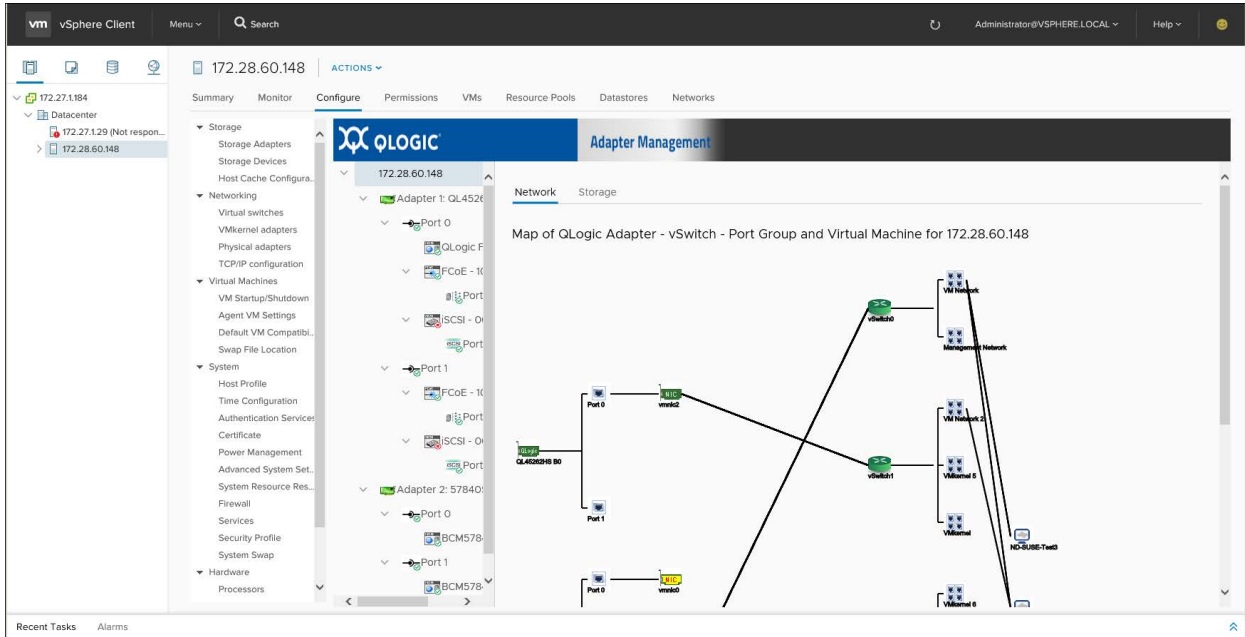 vm vSphere Client Menu Search Administrator@VSPHERE.LOCAL Help
172.27.1.184
Datacenter
172.27.1.29 (Not respon...
172.28.60.148
172.28.60.148 ACTIONS
Summary Monitor Configure Permissions VMs Resource Pools Datastores Networks
Storage
Storage Adapters
Storage Devices
Host Cache Configura..
Networking
Virtual switches
VMkernel adapters
Physical adapters
TCP/IP configuration
Virtual Machines
VM Startup/Shutdown
Agent VM Settings
Default VM Compatibi..
Swap File Location
System
Host Profile
Time Configuration
Authentication Services
Certificate
Power Management
Advanced System Set..
System Resource Res...
Firewall
Services
Security Profile
System Swap
Hardware
Processors
QLOGIC Adapter Management
172.28.60.148
Adapter 1: QL4526
Port 0
QLogic F
FCoE - 10
Port
iSCSI - 0
Port
Port 1
FCoE - 10
Port
iSCSI - 0
Port
Adapter 2: 57840
Port 0
BCM578
Port 1
BCM578
Network Storage
Map of QLogic Adapter - vSwitch - Port Group and Virtual Machine for 172.28.60.148
VM Network
vSwitch0
Management Network
NIC
Port 0 vmnic2
VM Network 2
QLogic
QL45262HS B0
vSwitch1
VMkernel 5
Port 1
VMkernel
ND-SUSE-Test3
NIC
Port 0 vmnic0
VMkernel 6
Recent Tasks Alarms